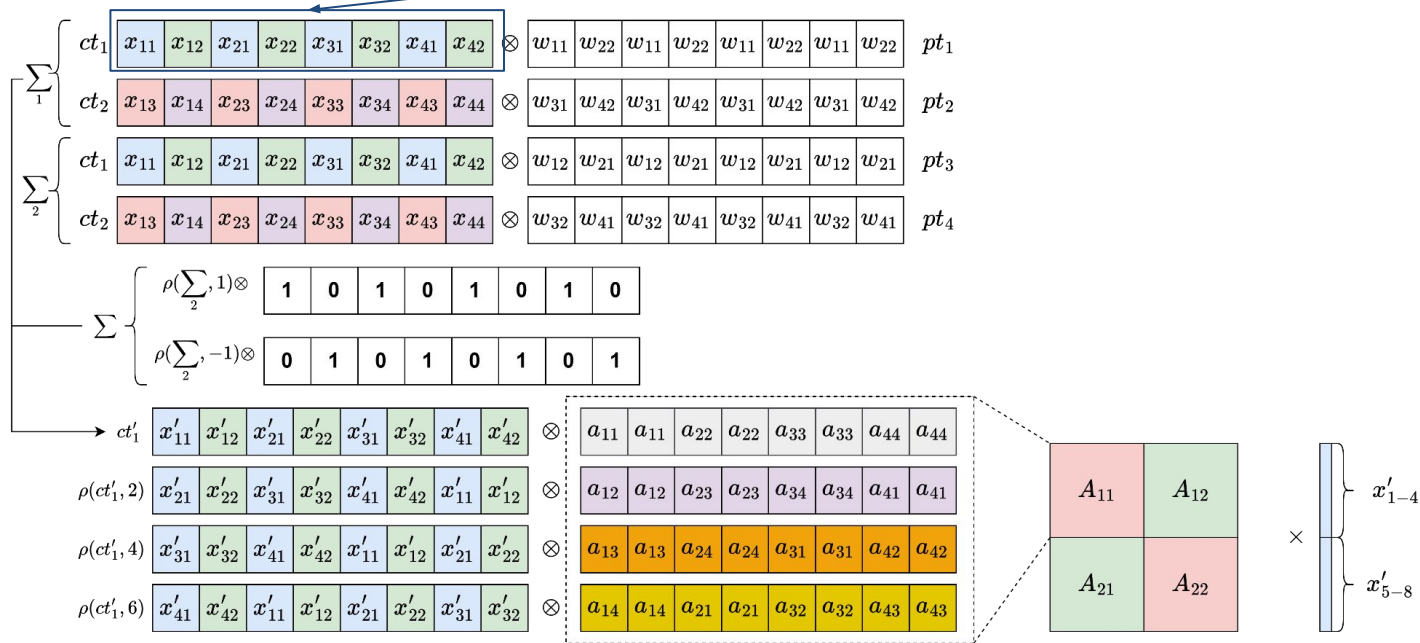 ct₁ x₁₁ x₁₂ x₂₁ x₂₂ x₃₁ x₃₂ x₄₁ x₄₂ ⊗ w₁₁ w₂₂ w₁₁ w₂₂ w₁₁ w₂₂ w₁₁ w₂₂ pt₁
∑₁
ct₂ x₁₃ x₁₄ x₂₃ x₂₄ x₃₃ x₃₄ x₄₃ x₄₄ ⊗ w₃₁ w₄₂ w₃₁ w₄₂ w₃₁ w₄₂ w₃₁ w₄₂ pt₂
ct₁ x₁₁ x₁₂ x₂₁ x₂₂ x₃₁ x₃₂ x₄₁ x₄₂ ⊗ w₁₂ w₂₁ w₁₂ w₂₁ w₁₂ w₂₁ w₁₂ w₂₁ pt₃
∑₂
ct₂ x₁₃ x₁₄ x₂₃ x₂₄ x₃₃ x₃₄ x₄₃ x₄₄ ⊗ w₃₂ w₄₁ w₃₂ w₄₁ w₃₂ w₄₁ w₃₂ w₄₁ pt₄
ρ(∑₂, 1)⊗ 1 0 1 0 1 0 1 0
∑
ρ(∑₂, −1)⊗ 0 1 0 1 0 1 0 1
ct′₁ x′₁₁ x′₁₂ x′₂₁ x′₂₂ x′₃₁ x′₃₂ x′₄₁ x′₄₂ ⊗ a₁₁ a₁₁ a₂₂ a₂₂ a₃₃ a₃₃ a₄₄ a₄₄
ρ(ct′₁, 2) x′₂₁ x′₂₂ x′₃₁ x′₃₂ x′₄₁ x′₄₂ x′₁₁ x′₁₂ ⊗ a₁₂ a₁₂ a₂₃ a₂₃ a₃₄ a₃₄ a₄₁ a₄₁
ρ(ct′₁, 4) x′₃₁ x′₃₂ x′₄₁ x′₄₂ x′₁₁ x′₁₂ x′₂₁ x′₂₂ ⊗ a₁₃ a₁₃ a₂₄ a₂₄ a₃₁ a₃₁ a₄₂ a₄₂
ρ(ct′₁, 6) x′₄₁ x′₄₂ x′₁₁ x′₁₂ x′₂₁ x′₂₂ x′₃₁ x′₃₂ ⊗ a₁₄ a₁₄ a₂₁ a₂₁ a₃₂ a₃₂ a₄₃ a₄₃
A₁₁ A₁₂ x′₁₋₄
×
A₂₁ A₂₂ x′₅₋₈